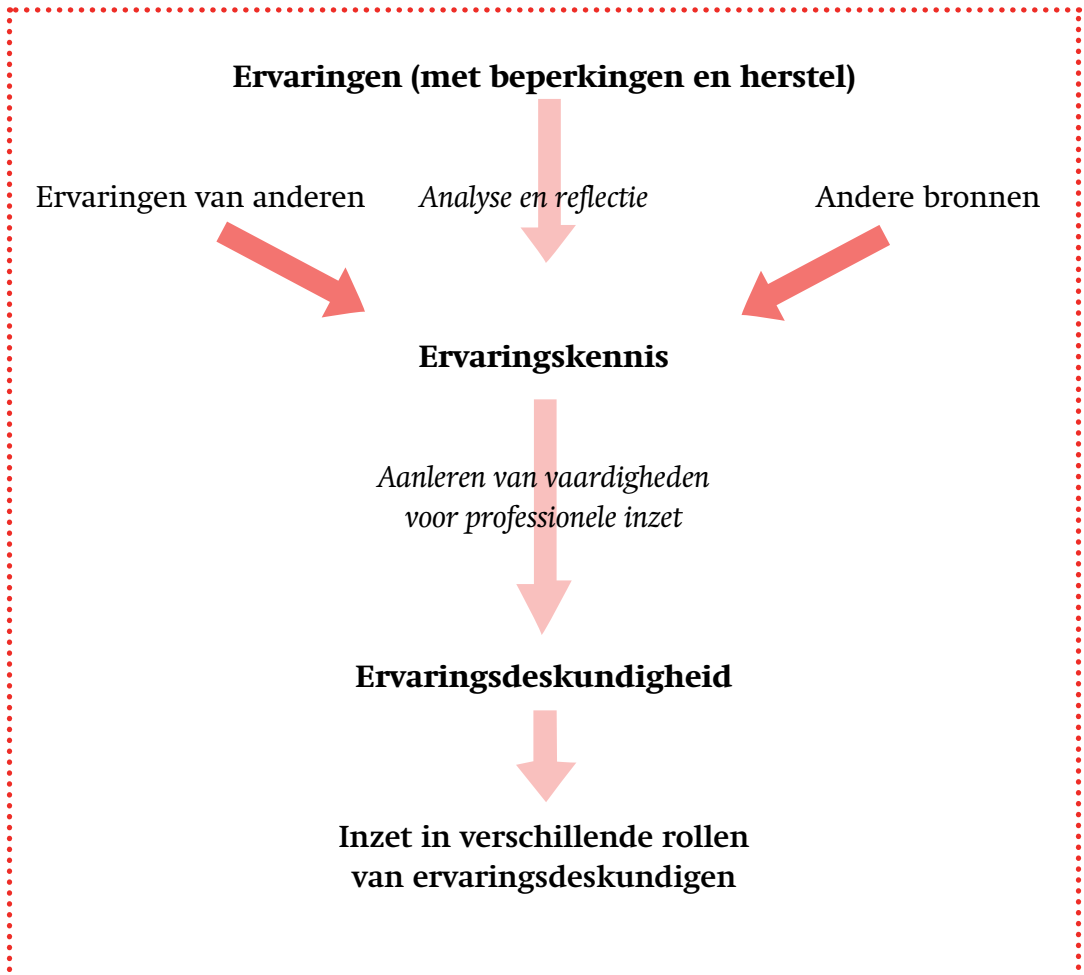 Ervaringen (met beperkingen en herstel)
Ervaringen van anderen
Analyse en reflectie
Andere bronnen
Ervaringskennis
Aanleren van vaardigheden
voor professionele inzet
Ervaringsdeskundigheid
Inzet in verschillende rollen
van ervaringsdeskundigen